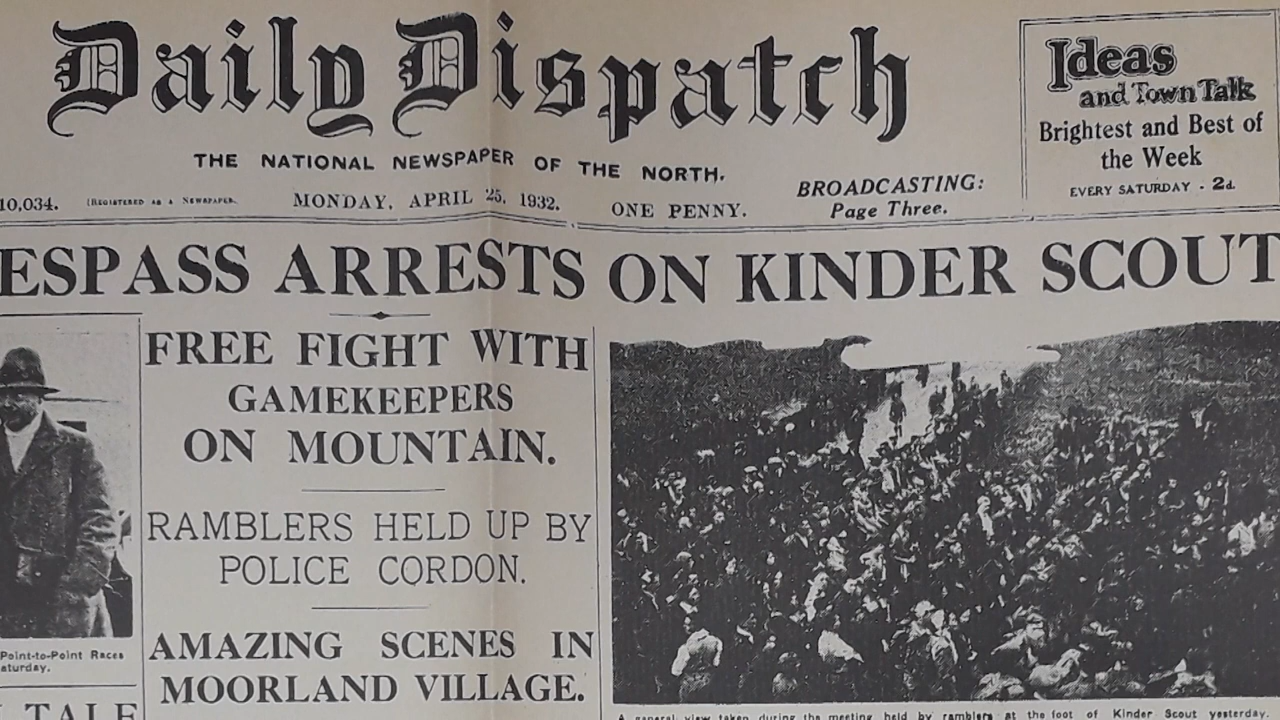 Daily Dispatch
THE NATIONAL NEWSPAPER OF THE NORTH.
10,034. [REGISTERED AS A NEWSPAPER. MONDAY, APRIL 25, 1932. ONE PENNY. BROADCASTING:
Page Three.
Ideas
and Town Talk
Brightest and Best of
the Week
EVERY SATURDAY - 2d.
ESPASS ARRESTS ON KINDER SCOUT
FREE FIGHT WITH
GAMEKEEPERS
ON MOUNTAIN.
RAMBLERS HELD UP BY
POLICE CORDON.
AMAZING SCENES IN
MOORLAND VILLAGE.
Point-to-Point Races
aturday.
TALE
A general view taken during the meeting held by ramblers at the foot of Kinder Scout yesterday.